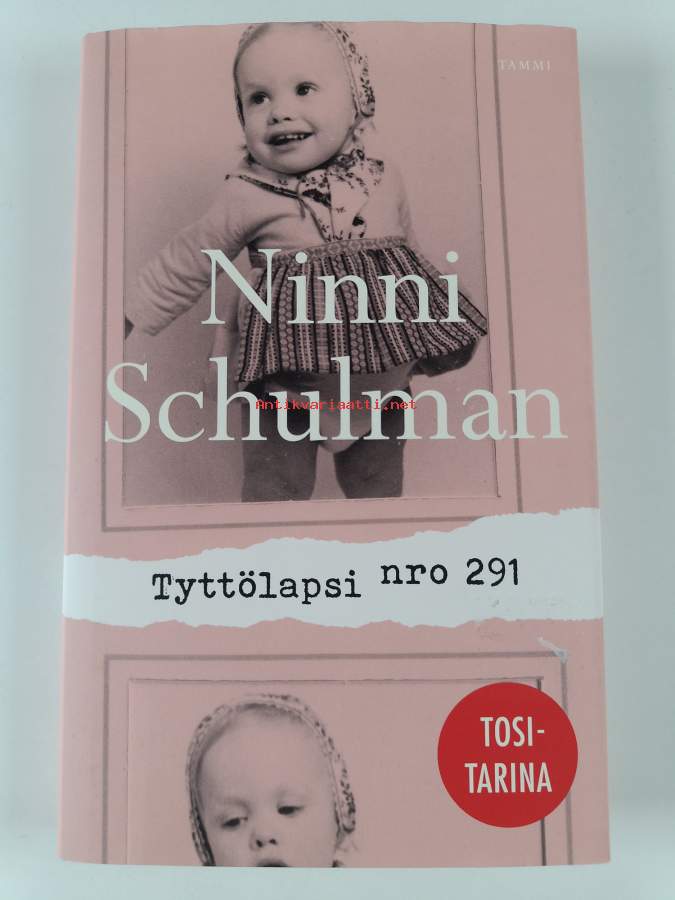 TAMMI
Ninni
Schulman
Antikvariaatti.net
Tyttölapsi nro 291
TOSI-
TARINA